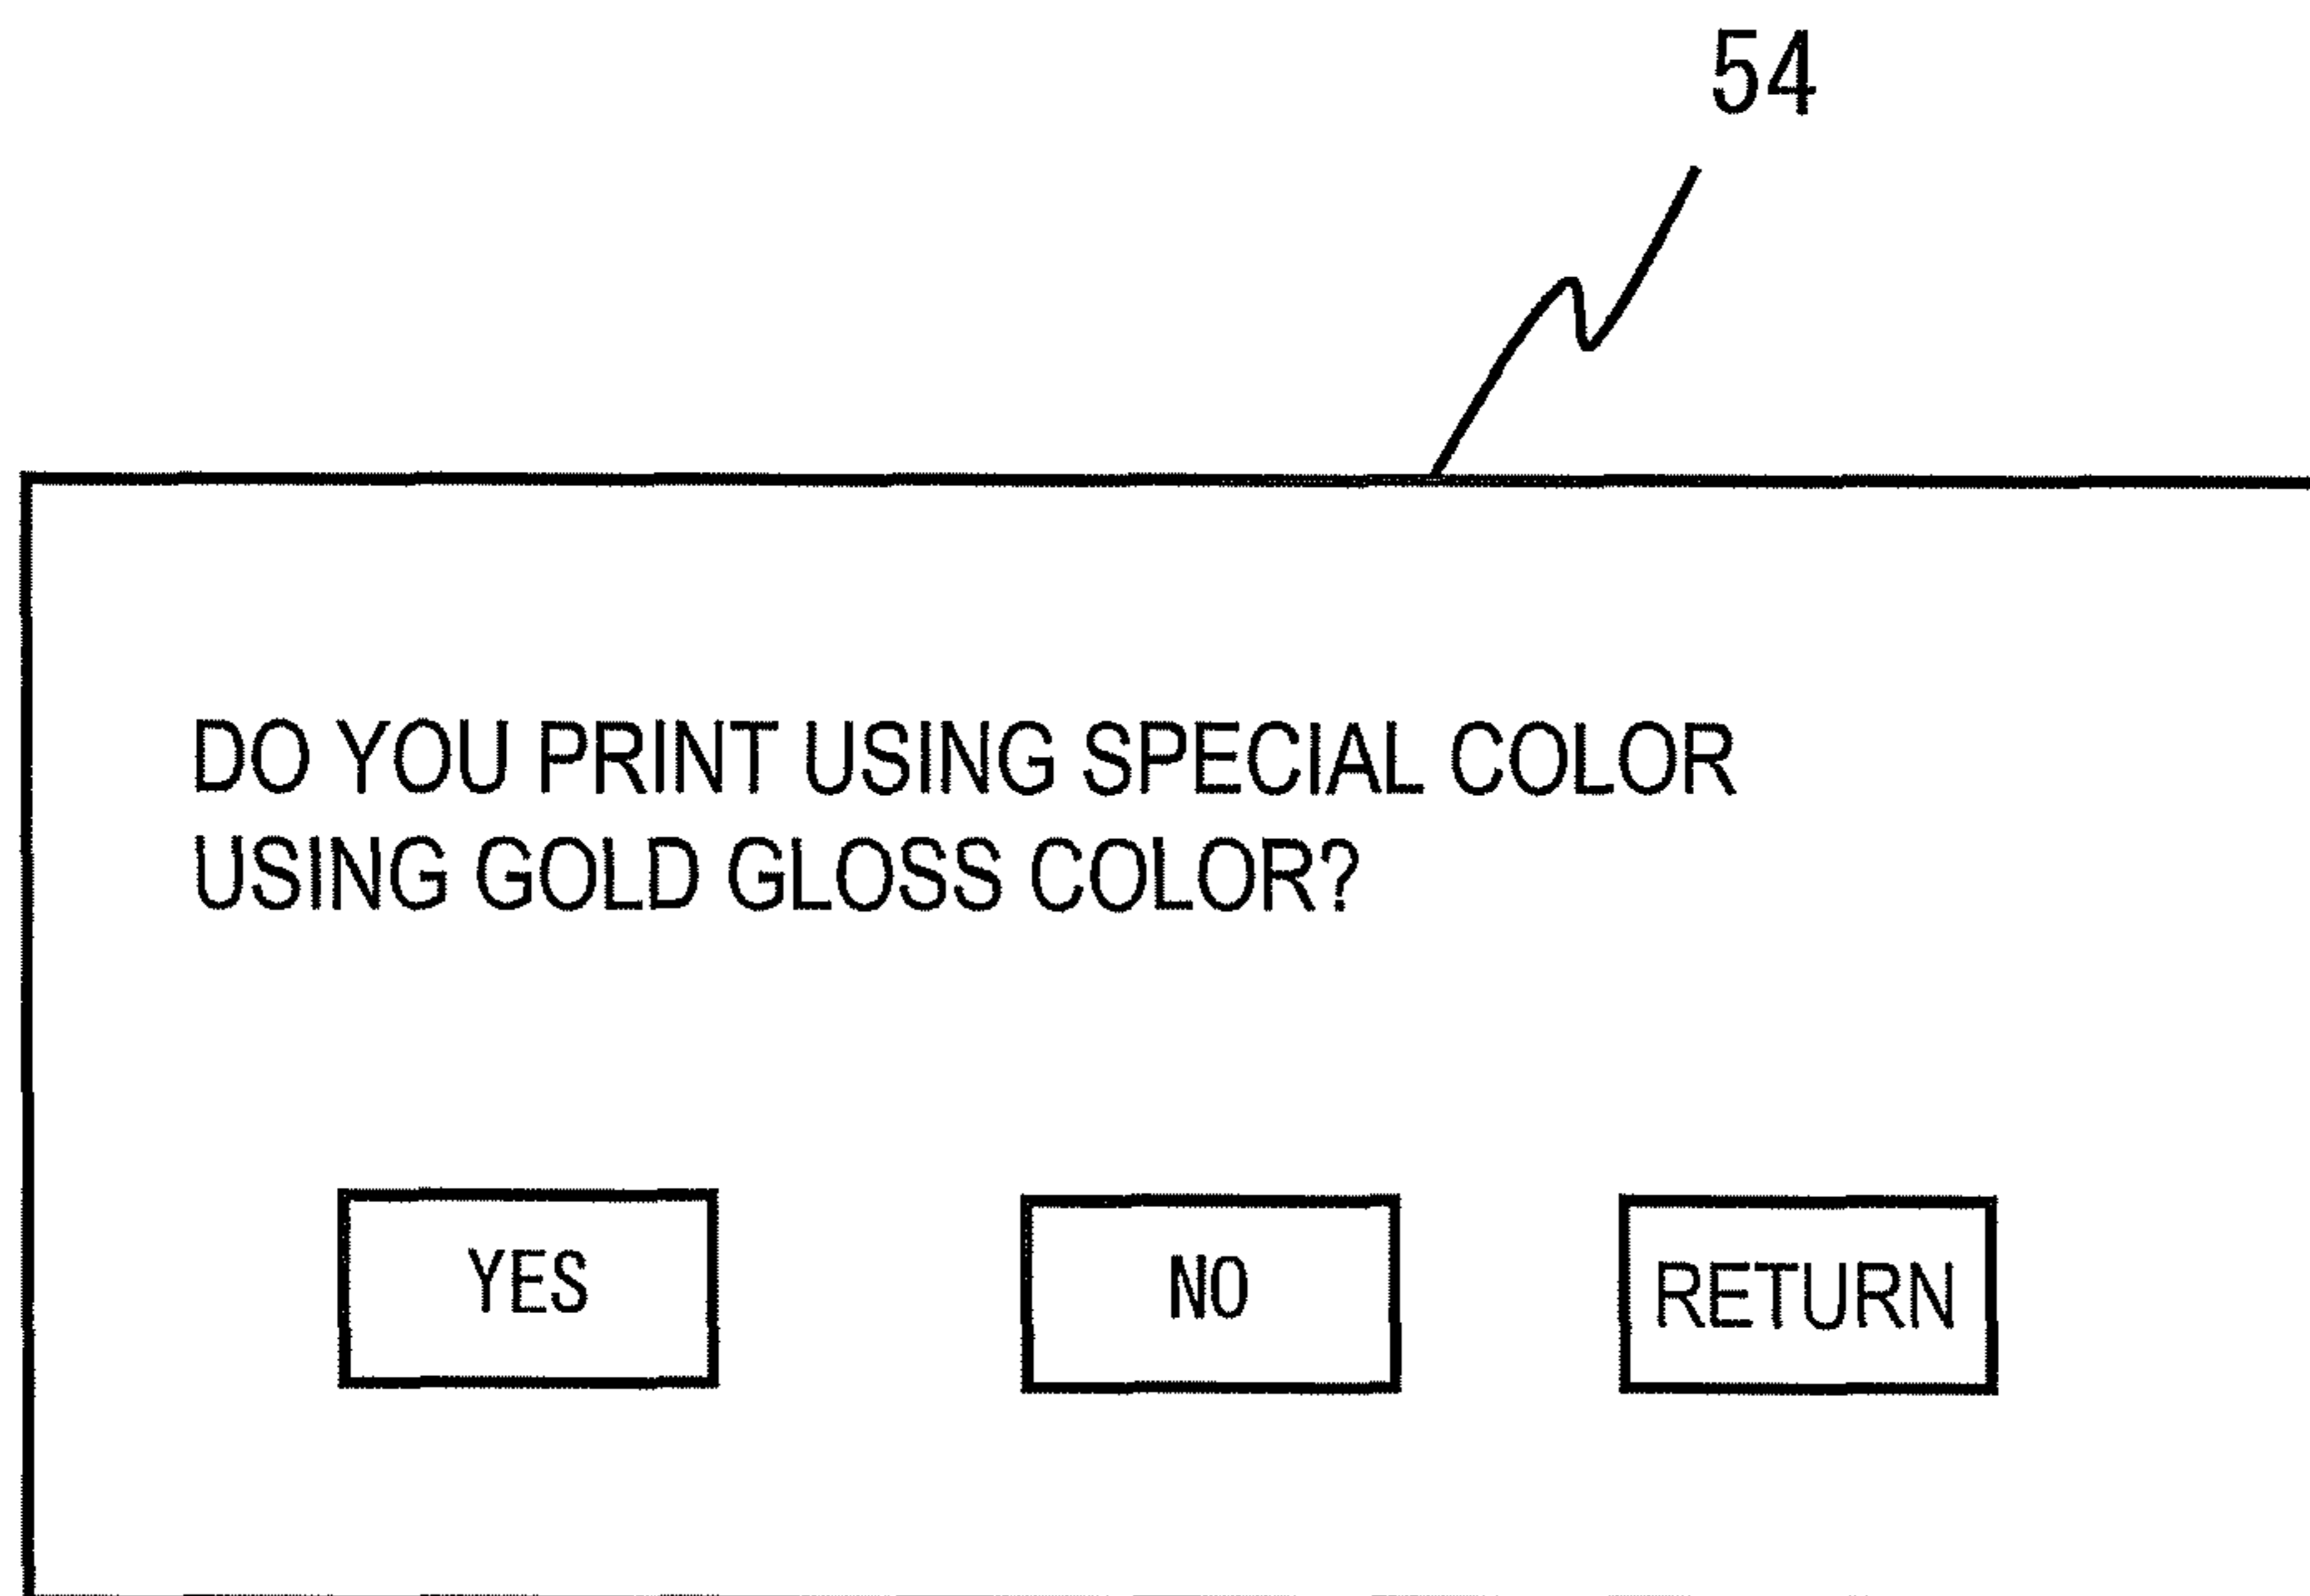 54
DO YOU PRINT USING SPECIAL COLOR
USING GOLD GLOSS COLOR?
YES NO RETURN